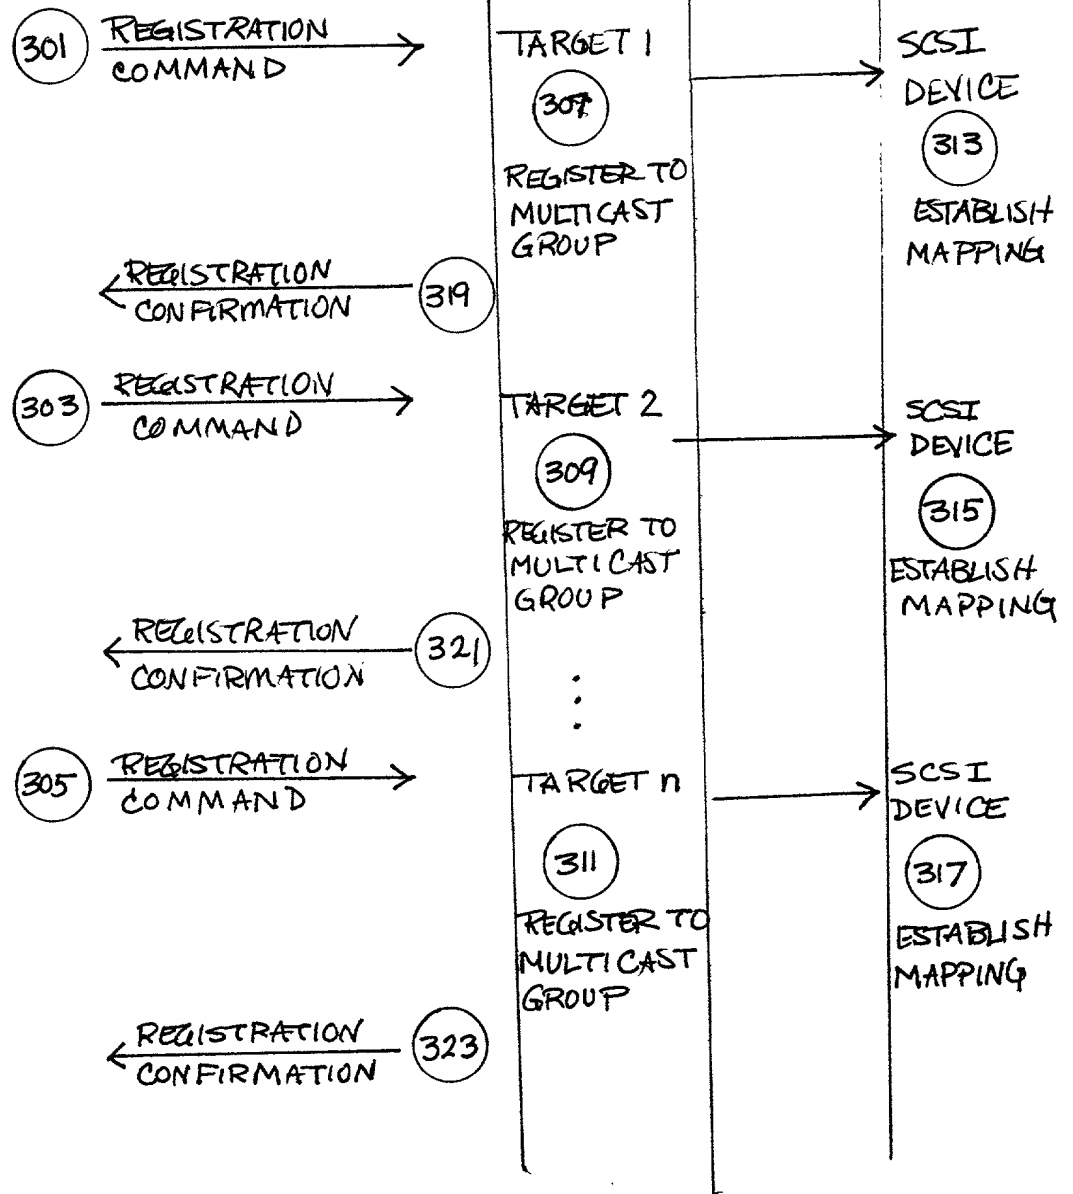 301
REGISTRATION
COMMAND
TARGET 1
307
REGISTER TO
MULTICAST
GROUP
SCSI
DEVICE
313
ESTABLISH
MAPPING
REGISTRATION
CONFIRMATION
319
303
REGISTRATION
COMMAND
TARGET 2
309
REGISTER TO
MULTICAST
GROUP
SCSI
DEVICE
315
ESTABLISH
MAPPING
REGISTRATION
CONFIRMATION
321
305
REGISTRATION
COMMAND
TARGET n
311
REGISTER TO
MULTICAST
GROUP
SCSI
DEVICE
317
ESTABLISH
MAPPING
REGISTRATION
CONFIRMATION
323